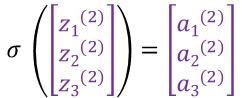 σ ([z₁⁽²⁾ z₂⁽²⁾ z₃⁽²⁾]) = [a₁⁽²⁾ a₂⁽²⁾ a₃⁽²⁾]